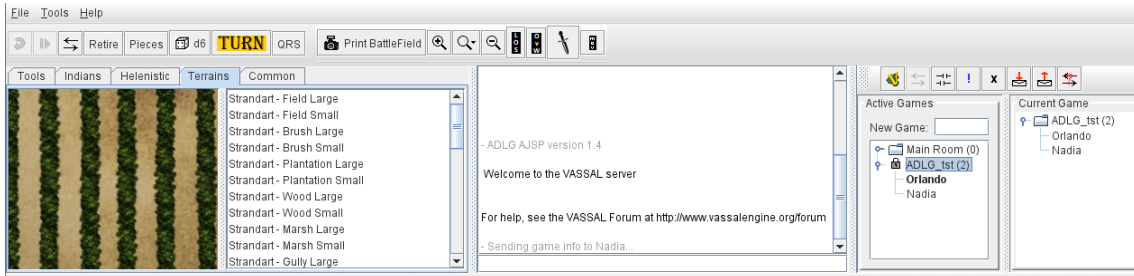 File Tools Help
Retire Pieces d6 TURN QRS Print BattleField LOS OvW
Tools Indians Helenistic Terrains Common
Strandart - Field Large
Strandart - Field Small
Strandart - Brush Large
Strandart - Brush Small
Strandart - Plantation Large
Strandart - Plantation Small
Strandart - Wood Large
Strandart - Wood Small
Strandart - Marsh Large
Strandart - Marsh Small
Strandart - Gully Large
- ADLG AJSP version 1.4
Welcome to the VASSAL server
For help, see the VASSAL Forum at http://www.vassalengine.org/forum
- Sending game info to Nadia...
! x
Active Games
New Game:
Main Room (0)
ADLG_tst (2)
Orlando
Nadia
Current Game
ADLG_tst (2)
Orlando
Nadia